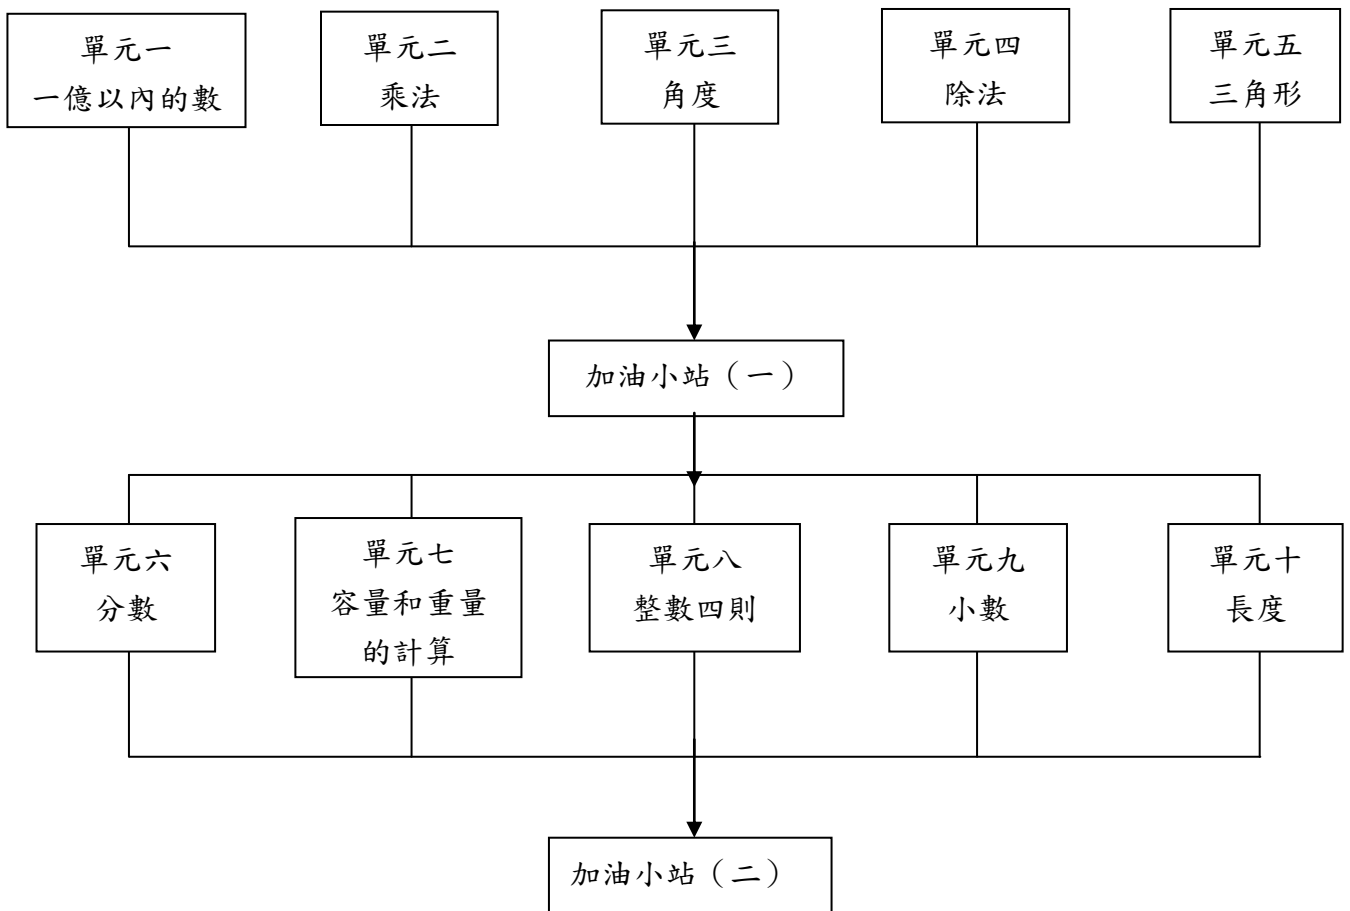 單元一
一億以內的數
單元二
乘法
單元三
角度
單元四
除法
單元五
三角形
加油小站（一）
單元六
分數
單元七
容量和重量
的計算
單元八
整數四則
單元九
小數
單元十
長度
加油小站（二）